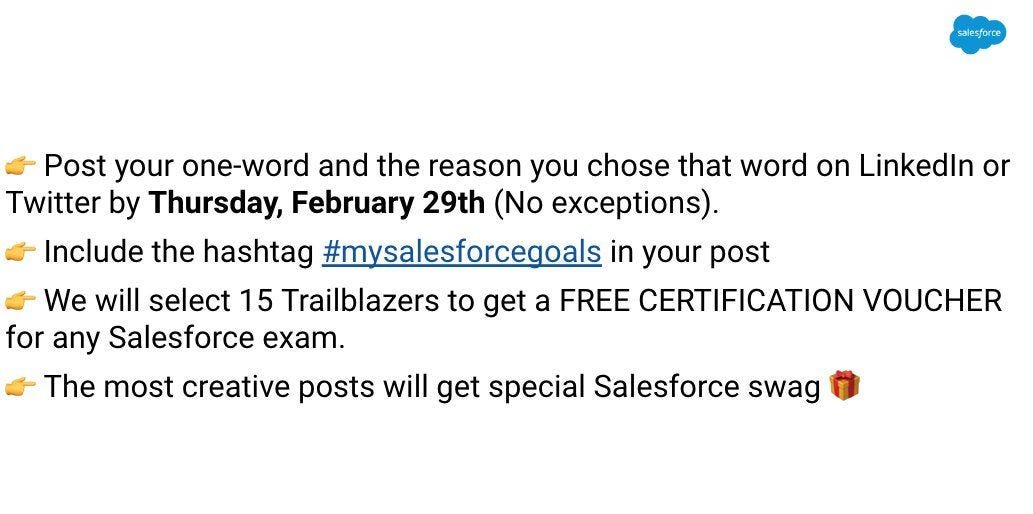 salesforce
👉 Post your one-word and the reason you chose that word on LinkedIn or
Twitter by Thursday, February 29th (No exceptions).
👉 Include the hashtag #mysalesforcegoals in your post
👉 We will select 15 Trailblazers to get a FREE CERTIFICATION VOUCHER
for any Salesforce exam.
👉 The most creative posts will get special Salesforce swag 🎁